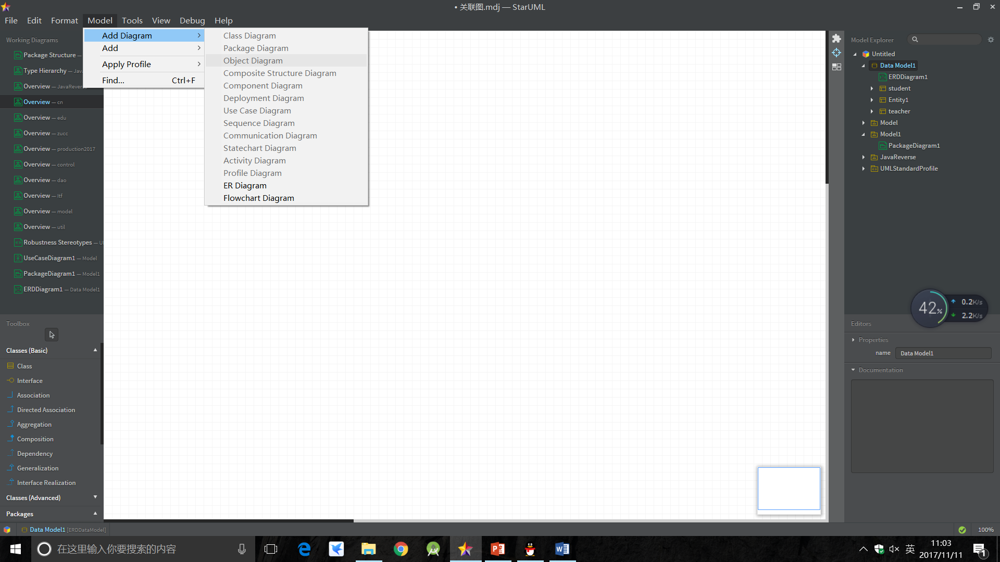 • 关联图.mdj — StarUML
File Edit Format Model Tools View Debug Help
Add Diagram
Add
Apply Profile
Find... Ctrl+F
Class Diagram
Package Diagram
Object Diagram
Composite Structure Diagram
Component Diagram
Deployment Diagram
Use Case Diagram
Sequence Diagram
Communication Diagram
Statechart Diagram
Activity Diagram
Profile Diagram
ER Diagram
Flowchart Diagram
Working Diagrams
Package Structure —
Type Hierarchy — Jav
Overview — JavaRevers
Overview — cn
Overview — edu
Overview — zucc
Overview — production2017
Overview — control
Overview — dao
Overview — Itf
Overview — model
Overview — util
Robustness Stereotypes — U
UseCaseDiagram1 — Model
PackageDiagram1 — Model1
ERDDiagram1 — Data Model1
Toolbox
Classes (Basic)
Class
Interface
Association
Directed Association
Aggregation
Composition
Dependency
Generalization
Interface Realization
Classes (Advanced)
Packages
Model Explorer
Untitled
Data Model1
ERDDiagram1
student
Entity1
teacher
Model
Model1
PackageDiagram1
JavaReverse
UMLStandardProfile
42%
0.2K/s
2.2K/s
Editors
Properties
name Data Model1
Documentation
Data Model1 [ERDDataModel]
100%
在这里输入你要搜索的内容
英
11:03
2017/11/11
1